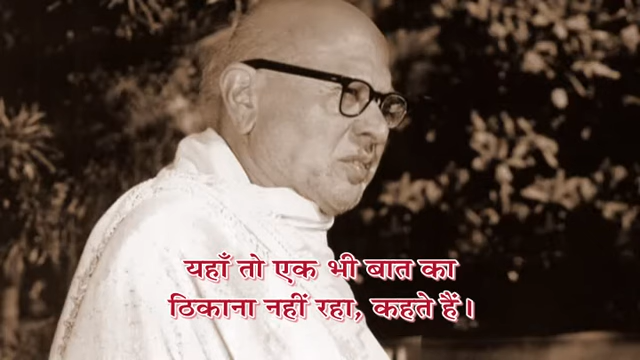 यहाँ तो एक भी बात का
ठिकाना नहीं रहा, कहते हैं।